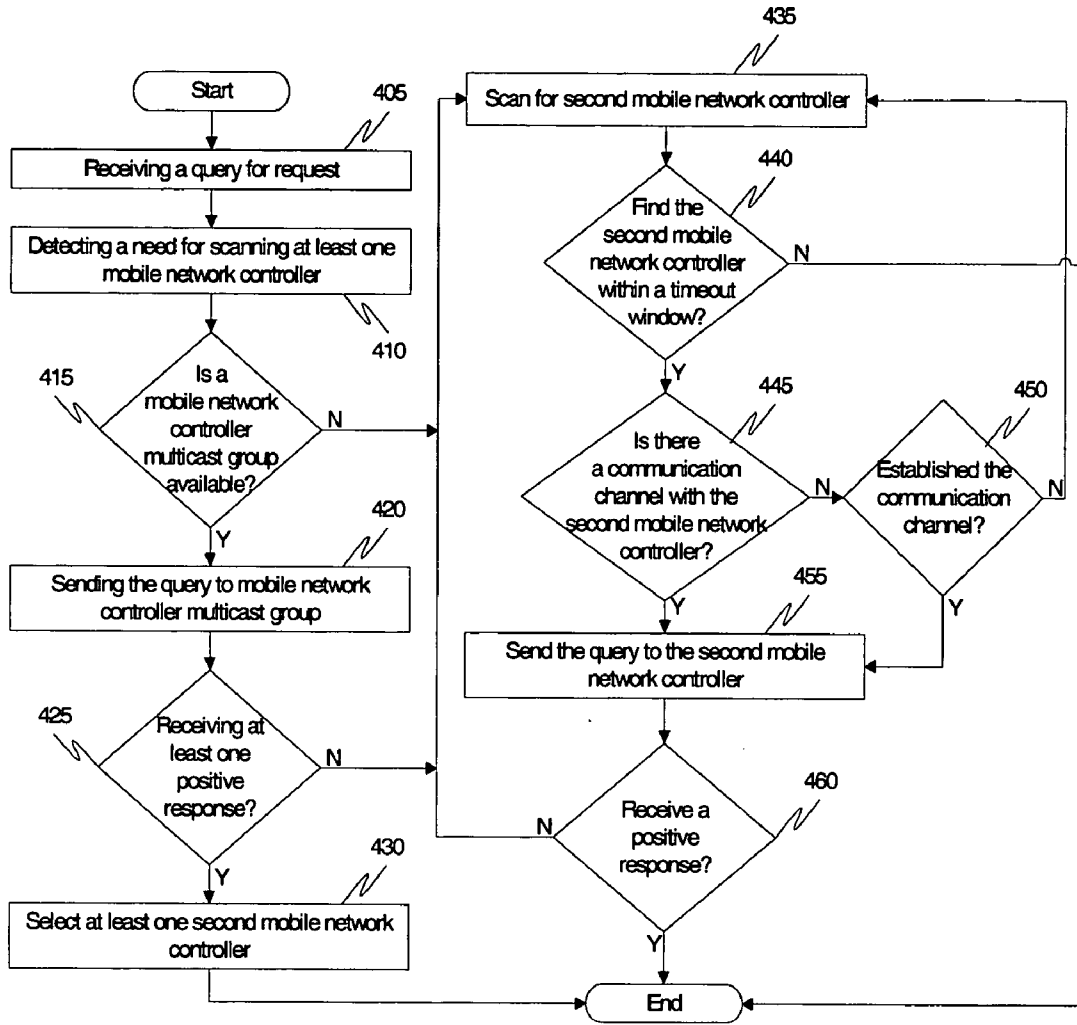 Start
405
Receiving a query for request
Detecting a need for scanning at least one
mobile network controller
410
415
Is a
mobile network
controller
multicast group
available?
N
Y
420
Sending the query to mobile network
controller multicast group
425
Receiving at
least one
positive
response?
N
Y
430
Select at least one second mobile network
controller
435
Scan for second mobile network controller
440
Find the
second mobile
network controller
within a timeout
window?
N
Y
445
Is there
a communication
channel with the
second mobile network
controller?
N
Y
450
Established the
communication
channel?
N
Y
455
Send the query to the second mobile
network controller
460
Receive a
positive
response?
N
Y
End